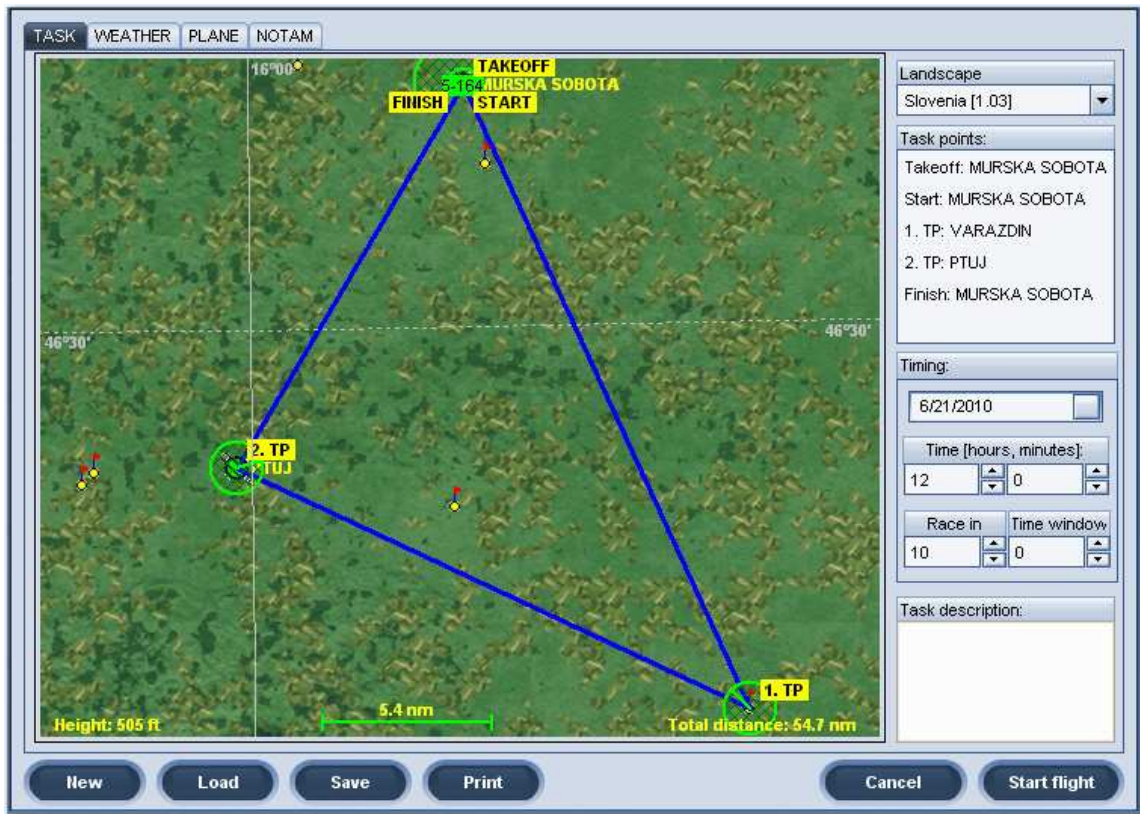 TASK WEATHER PLANE NOTAM
16°00'
TAKEOFF
5-164 MURSKA SOBOTA
FINISH START
46°30' 46°30'
2. TP
PTUJ
1. TP
5.4 nm
Height: 505 ft
Total distance: 54.7 nm
Landscape
Slovenia [1.03]
Task points:
Takeoff: MURSKA SOBOTA
Start: MURSKA SOBOTA
1. TP: VARAZDIN
2. TP: PTUJ
Finish: MURSKA SOBOTA
Timing:
6/21/2010
Time [hours, minutes]:
12 0
Race in Time window
10 0
Task description:
New Load Save Print Cancel Start flight